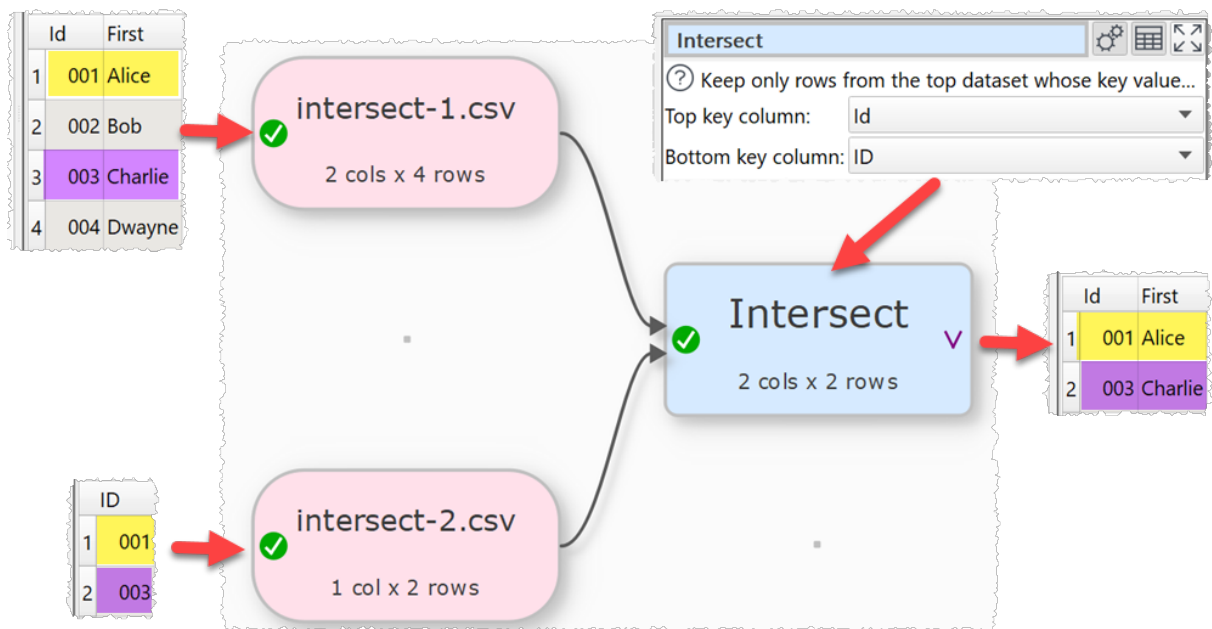 Id First
1 001 Alice
2 002 Bob
3 003 Charlie
4 004 Dwayne
intersect-1.csv
2 cols x 4 rows
Intersect
? Keep only rows from the top dataset whose key value...
Top key column: Id
Bottom key column: ID
Intersect
V
2 cols x 2 rows
Id First
1 001 Alice
2 003 Charlie
ID
1 001
2 003
intersect-2.csv
1 col x 2 rows